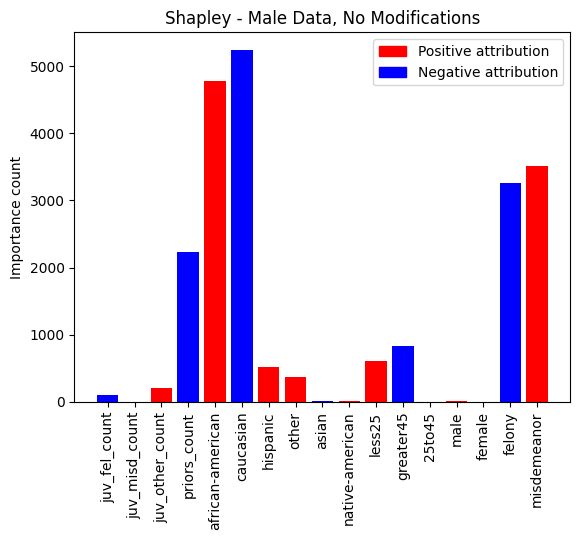 Shapley - Male Data, No Modifications
Positive attribution
Negative attribution
Importance count
5000
4000
3000
2000
1000
0
juv_fel_count
juv_misd_count
juv_other_count
priors_count
african-american
caucasian
hispanic
other
asian
native-american
less25
greater45
25to45
male
female
felony
misdemeanor